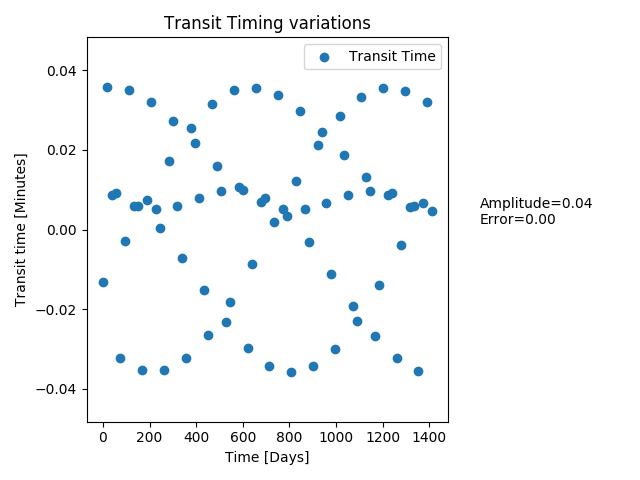 Transit Timing variations
Transit Time
0.04
0.02
0.00
−0.02
−0.04
Transit time [Minutes]
0 200 400 600 800 1000 1200 1400
Time [Days]
Amplitude=0.04
Error=0.00